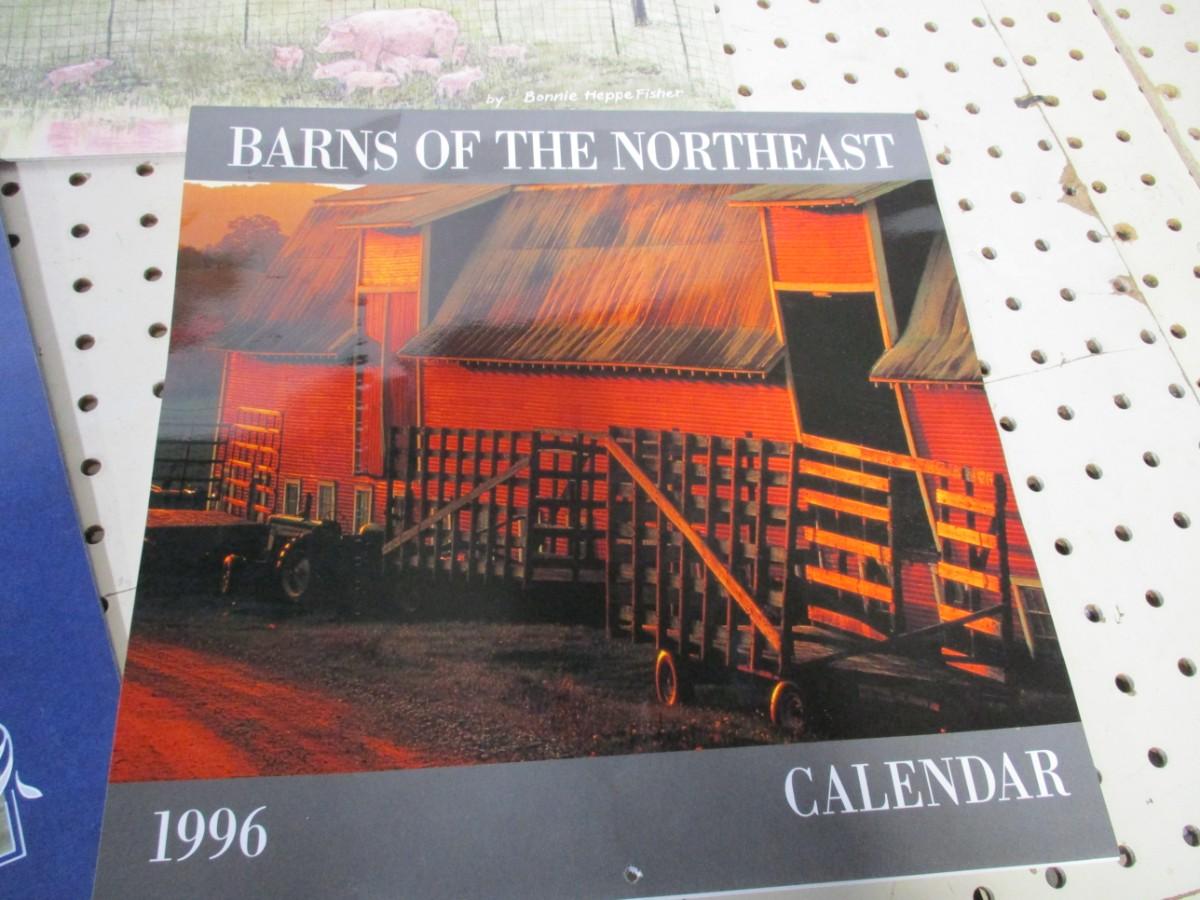 by Bonnie Heppe Fisher
BARNS OF THE NORTHEAST
CALENDAR
1996